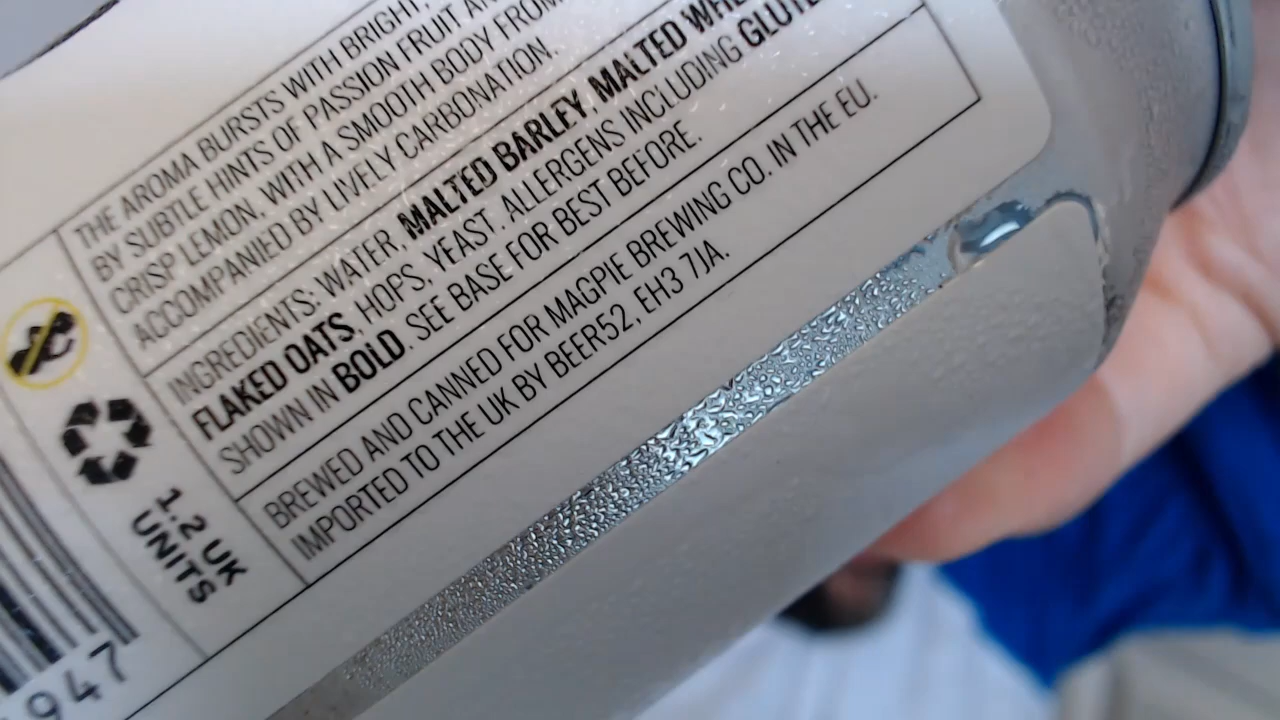 THE AROMA BURSTS WITH BRIGHT,
BY SUBTLE HINTS OF PASSION FRUIT
CRISP LEMON, WITH A SMOOTH BODY FROM
ACCOMPANIED BY LIVELY CARBONATION.
INGREDIENTS: WATER, MALTED BARLEY, MALTED
FLAKED OATS, HOPS, YEAST. ALLERGENS INCLUDING
SHOWN IN BOLD. SEE BASE FOR BEST BEFORE.
BREWED AND CANNED FOR MAGPIE BREWING CO. IN THE EU.
IMPORTED TO THE UK BY BEER52, EH3 7JA.
1.2 UK
UNITS
947